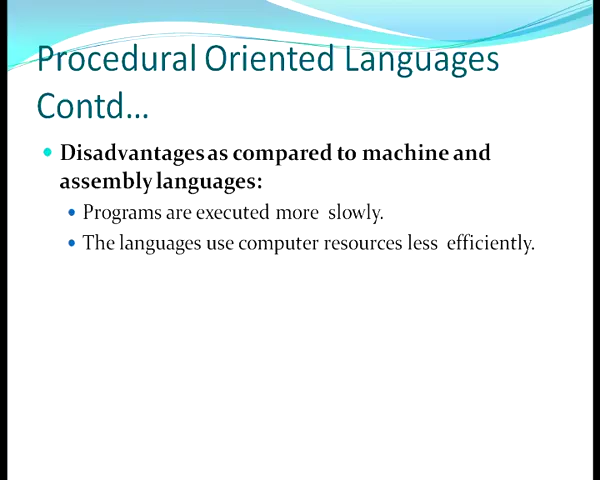 Procedural Oriented Languages
Contd...
Disadvantages as compared to machine and
assembly languages:
Programs are executed more slowly.
The languages use computer resources less efficiently.